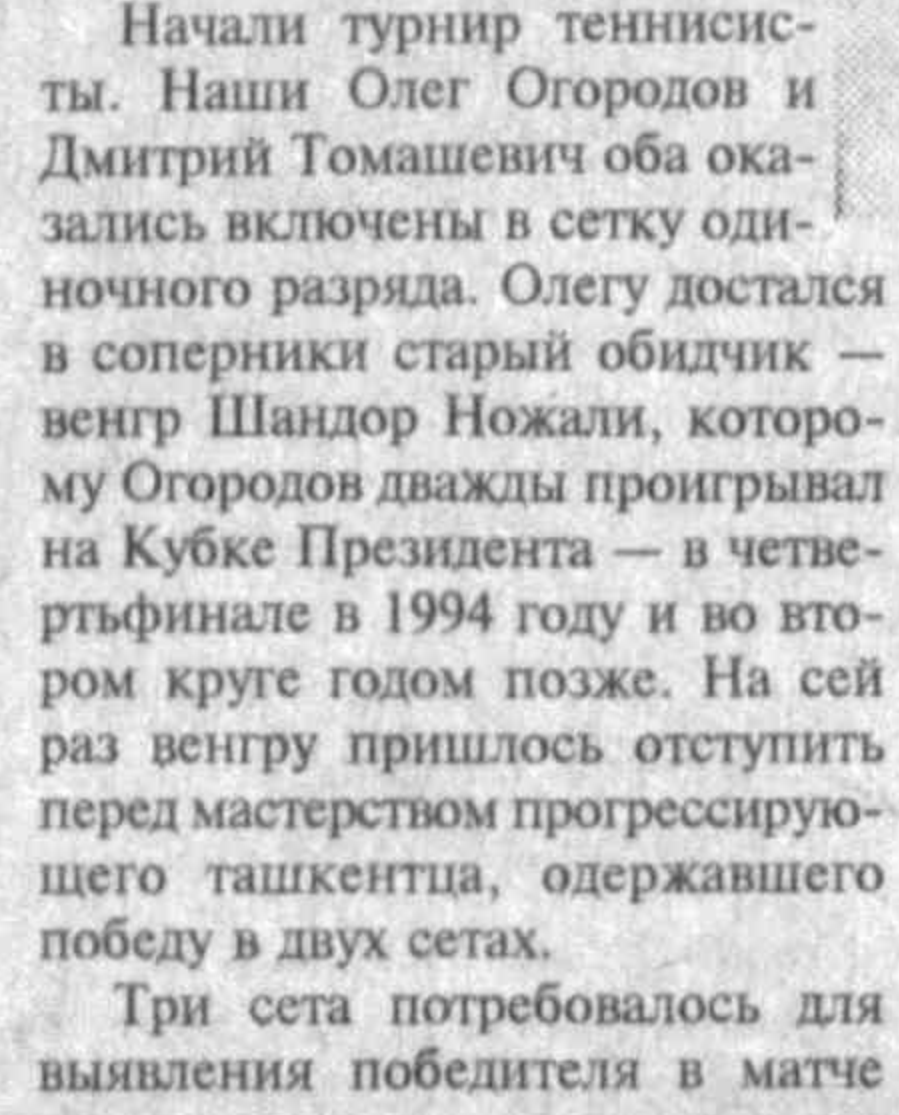 Начали турнир теннисис-
ты. Наши Олег Огородов и
Дмитрий Томашевич оба ока-
зались включены в сетку оди-
ночного разряда. Олегу достался
в соперники старый обидчик —
венгр Шандор Ножали, которо-
му Огородов дважды проигрывал
на Кубке Президента — в четве-
ртьфинале в 1994 году и во вто-
ром круге годом позже. На сей
раз венгру пришлось отступить
перед мастерством прогрессирую-
щего ташкентца, одержавшего
победу в двух сетах.
Три сета потребовалось для
выявления победителя в матче